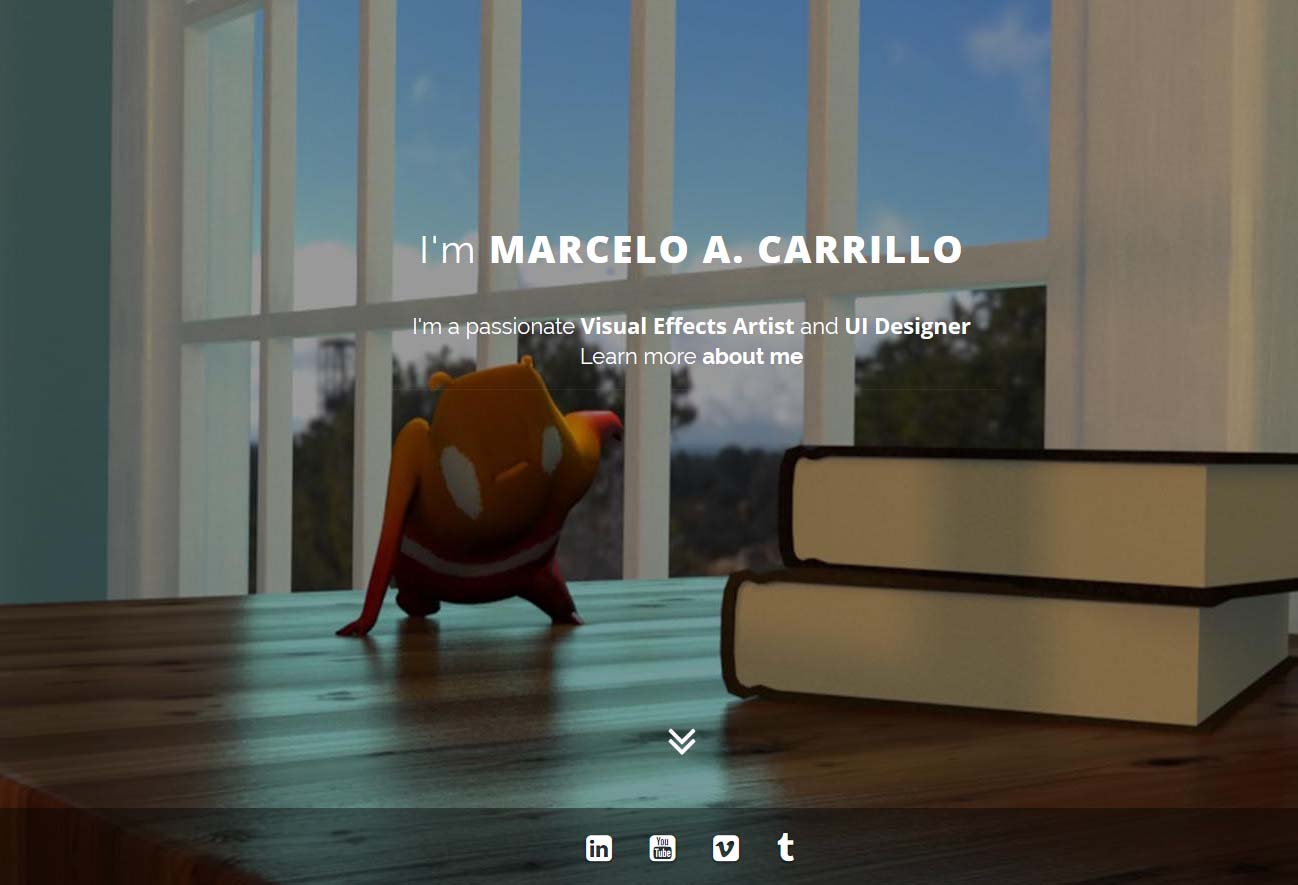 I'm MARCELO A. CARRILLO
I'm a passionate Visual Effects Artist and UI Designer
Learn more about me
in You Tube v t